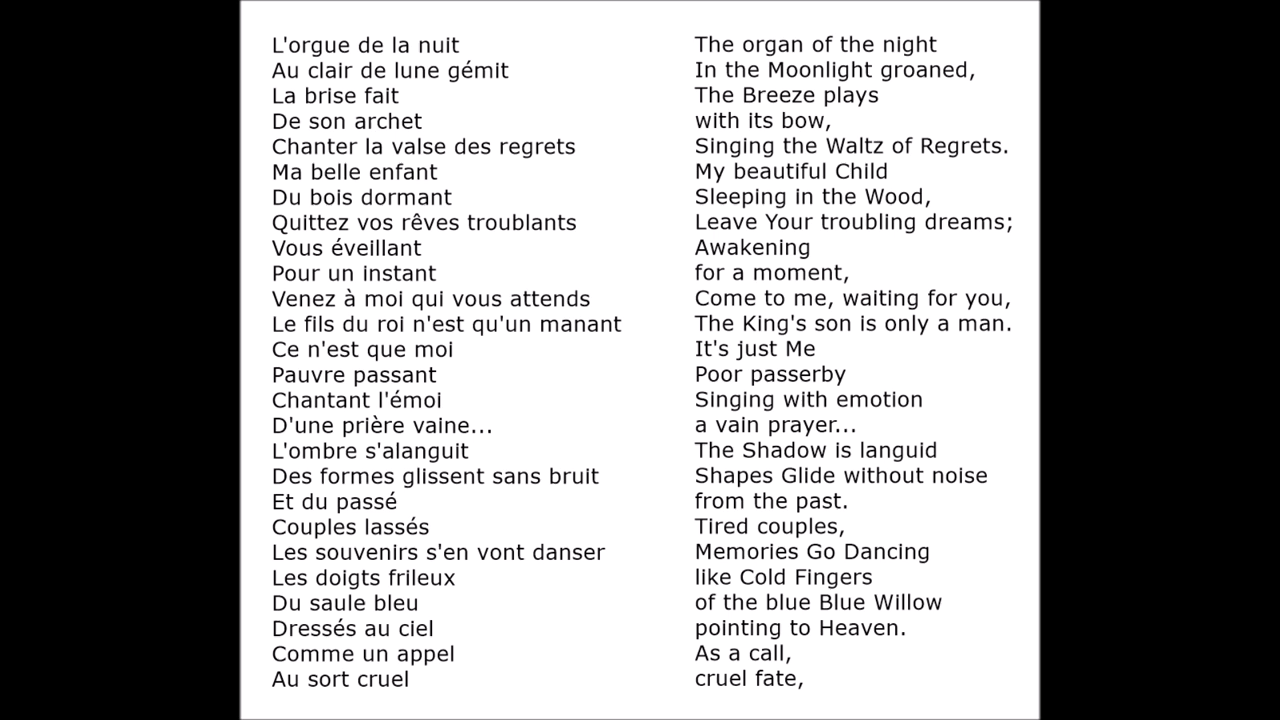 L'orgue de la nuit
Au clair de lune gémit
La brise fait
De son archet
Chanter la valse des regrets
Ma belle enfant
Du bois dormant
Quittez vos rêves troublants
Vous éveillant
Pour un instant
Venez à moi qui vous attends
Le fils du roi n'est qu'un manant
Ce n'est que moi
Pauvre passant
Chantant l'émoi
D'une prière vaine...
L'ombre s'alanguit
Des formes glissent sans bruit
Et du passé
Couples lassés
Les souvenirs s'en vont danser
Les doigts frileux
Du saule bleu
Dressés au ciel
Comme un appel
Au sort cruel
The organ of the night
In the Moonlight groaned,
The Breeze plays
with its bow,
Singing the Waltz of Regrets.
My beautiful Child
Sleeping in the Wood,
Leave Your troubling dreams;
Awakening
for a moment,
Come to me, waiting for you,
The King's son is only a man.
It's just Me
Poor passerby
Singing with emotion
a vain prayer...
The Shadow is languid
Shapes Glide without noise
from the past.
Tired couples,
Memories Go Dancing
like Cold Fingers
of the blue Blue Willow
pointing to Heaven.
As a call,
cruel fate,